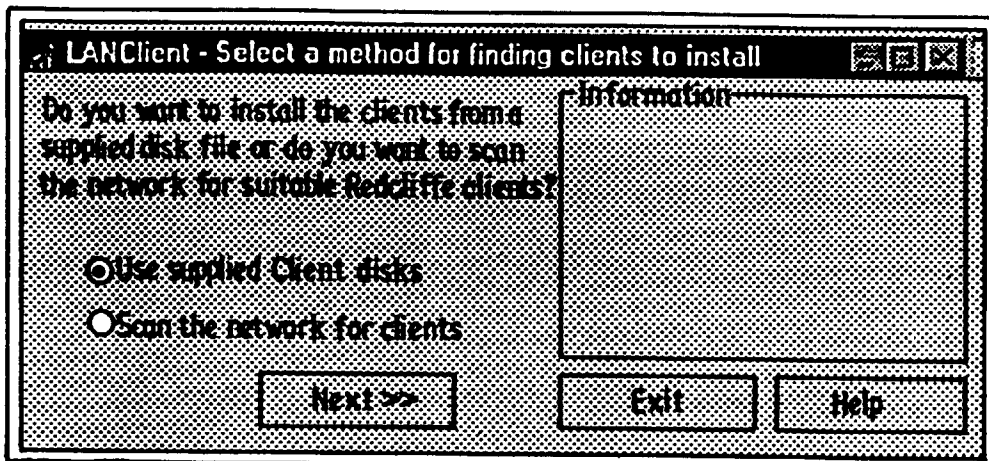 LANClient - Select a method for finding clients to install
Do you want to install the clients from a
supplied disk file or do you want to scan
the network for suitable Redcliffe clients?
Information
Use supplied Client disks
Scan the network for clients
Next >>
Exit
Help